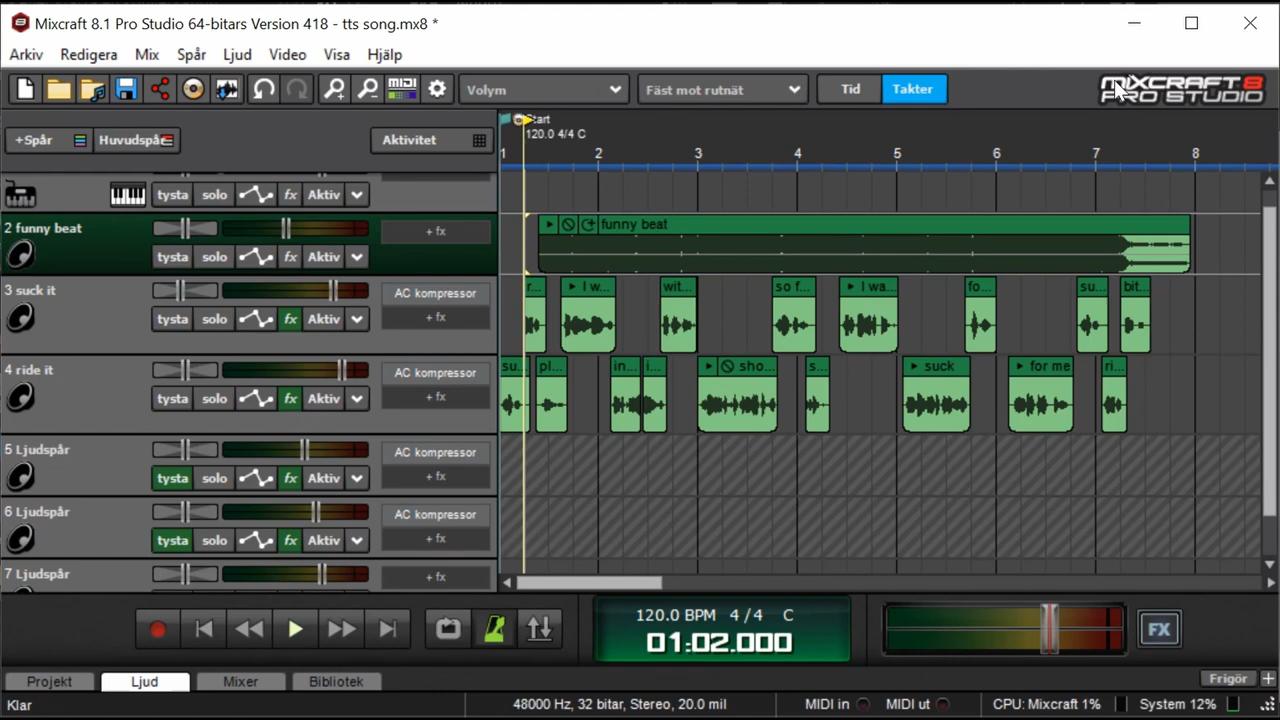 Mixcraft 8.1 Pro Studio 64-bitars Version 418 - tts song.mx8 *
Arkiv Redigera Mix Spår Ljud Video Visa Hjälp
midi Volym Fäst mot rutnät Tid Takter MIXCRAFT 8
PRO STUDIO
+Spår Huvudspår Aktivitet
120.0 4/4 C
1 2 3 4 5 6 7 8
tysta solo fx Aktiv
2 funny beat + fx funny beat
tysta solo fx Aktiv
3 suck it AC kompressor r... I w... wit... so f... I wa... fo... su... bit...
tysta solo fx Aktiv + fx
4 ride it AC kompressor su... pl... in... i... sho... s... suck for me ri...
tysta solo fx Aktiv + fx
5 Ljudspår AC kompressor
tysta solo fx Aktiv + fx
6 Ljudspår AC kompressor
tysta solo fx Aktiv + fx
7 Ljudspår + fx
120.0 BPM 4/4 C
01:02.000 FX
Projekt Ljud Mixer Bibliotek Frigör +
Klar 48000 Hz, 32 bitar, Stereo, 20.0 mil MIDI in MIDI ut CPU: Mixcraft 1% System 12%